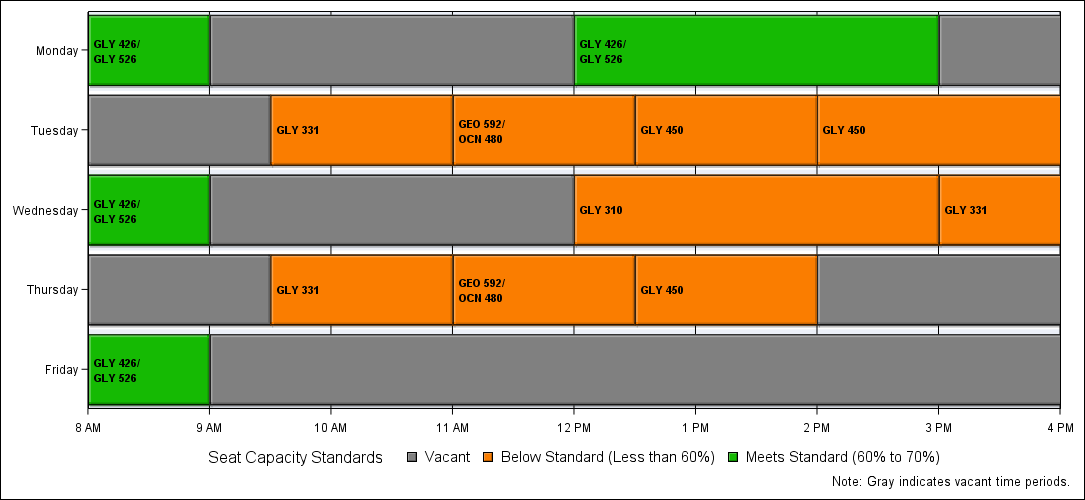 Monday
GLY 426/
GLY 526
GLY 426/
GLY 526
Tuesday
GLY 331
GEO 592/
OCN 480
GLY 450
GLY 450
Wednesday
GLY 426/
GLY 526
GLY 310
GLY 331
Thursday
GLY 331
GEO 592/
OCN 480
GLY 450
Friday
GLY 426/
GLY 526
8 AM 9 AM 10 AM 11 AM 12 PM 1 PM 2 PM 3 PM 4 PM
Seat Capacity Standards Vacant Below Standard (Less than 60%) Meets Standard (60% to 70%)
Note: Gray indicates vacant time periods.